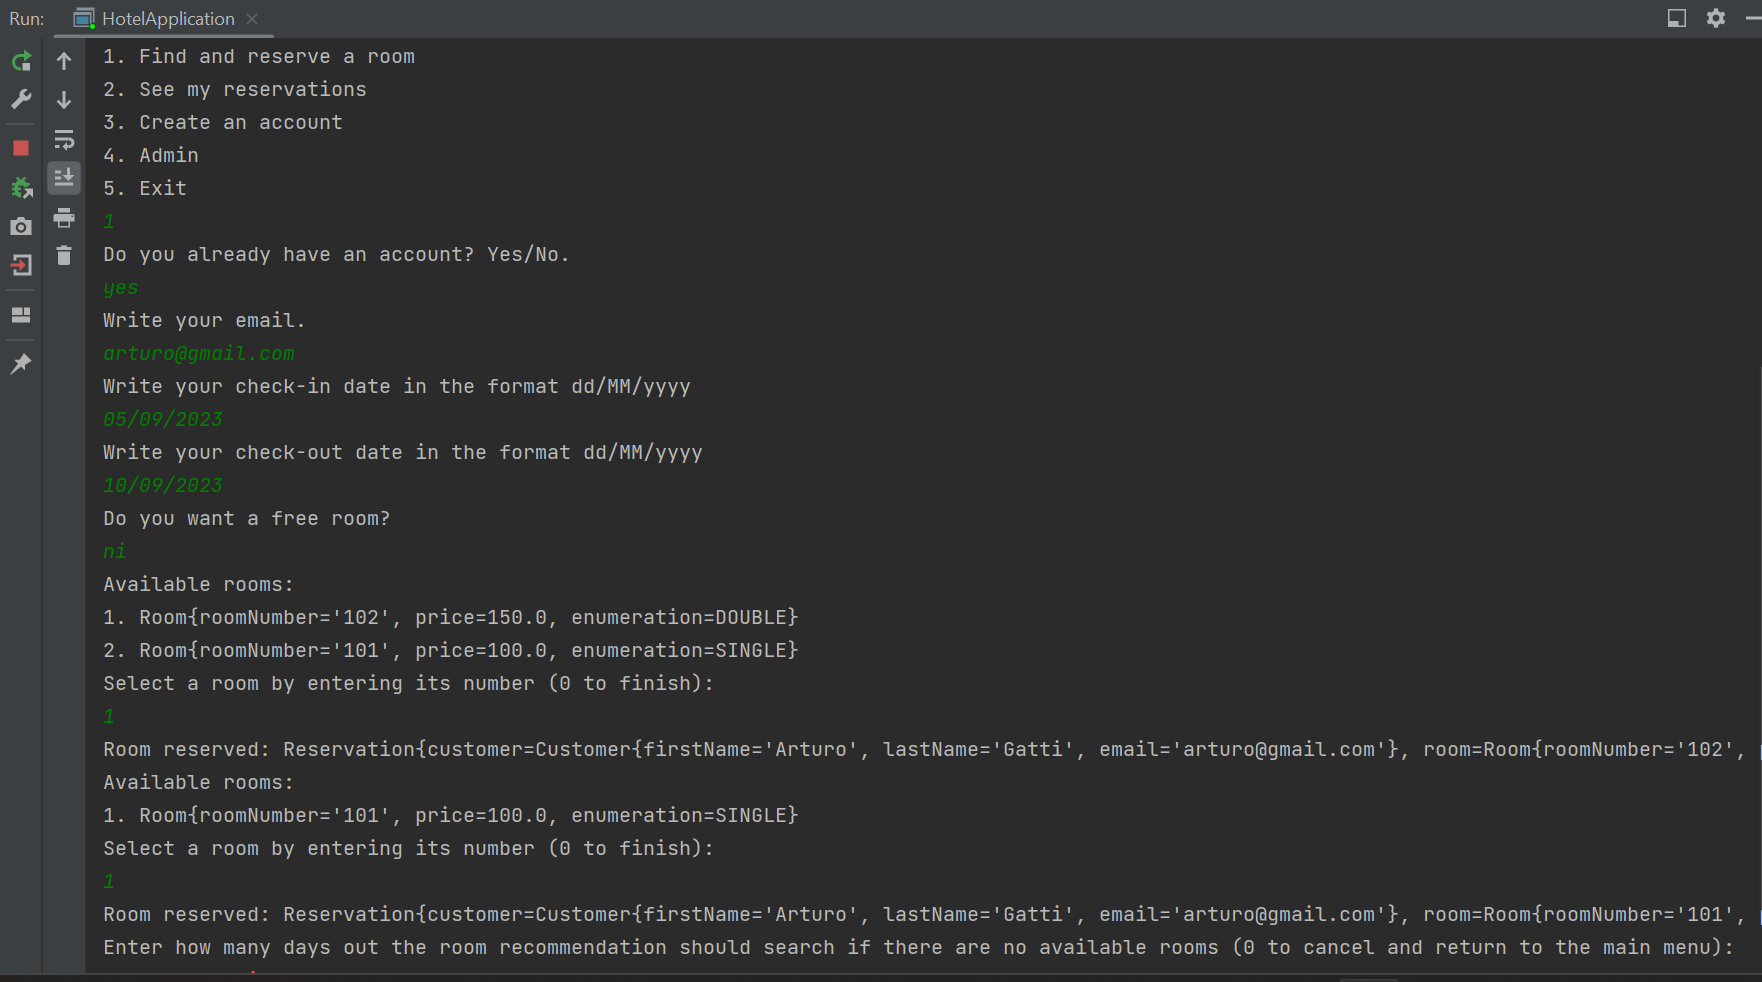 Run: HotelApplication
1. Find and reserve a room
2. See my reservations
3. Create an account
4. Admin
5. Exit
1
Do you already have an account? Yes/No.
yes
Write your email.
arturo@gmail.com
Write your check-in date in the format dd/MM/yyyy
05/09/2023
Write your check-out date in the format dd/MM/yyyy
10/09/2023
Do you want a free room?
ni
Available rooms:
1. Room{roomNumber='102', price=150.0, enumeration=DOUBLE}
2. Room{roomNumber='101', price=100.0, enumeration=SINGLE}
Select a room by entering its number (0 to finish):
1
Room reserved: Reservation{customer=Customer{firstName='Arturo', lastName='Gatti', email='arturo@gmail.com'}, room=Room{roomNumber='102',
Available rooms:
1. Room{roomNumber='101', price=100.0, enumeration=SINGLE}
Select a room by entering its number (0 to finish):
1
Room reserved: Reservation{customer=Customer{firstName='Arturo', lastName='Gatti', email='arturo@gmail.com'}, room=Room{roomNumber='101',
Enter how many days out the room recommendation should search if there are no available rooms (0 to cancel and return to the main menu):